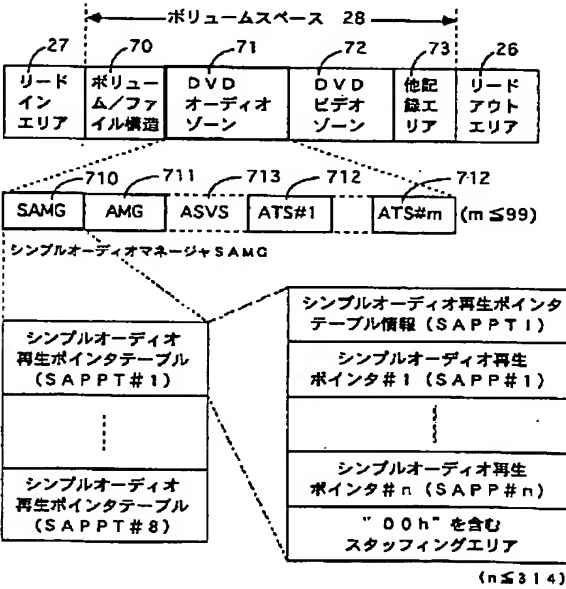 ボリュームスペース 28
27
70
71
72
73
26
リード
イン
エリア
ボリュー
ム/ファ
イル構造
DVD
オーディオ
ゾーン
DVD
ビデオ
ゾーン
他記
録エ
リア
リード
アウト
エリア
710
711
713
712
712
SAMG
AMG
ASVS
ATS#1
ATS#m
(m≦99)
シンプルオーディオマネージャSAMG
シンプルオーディオ
再生ポインタテーブル
(SAPPT#1)
シンプルオーディオ
再生ポインタテーブル
(SAPPT#8)
シンプルオーディオ再生ポインタ
テーブル情報(SAPPTI)
シンプルオーディオ再生
ポインタ#1(SAPP#1)
シンプルオーディオ再生
ポインタ#n(SAPP#n)
"00h"を含む
スタッフィングエリア
(n≦314)